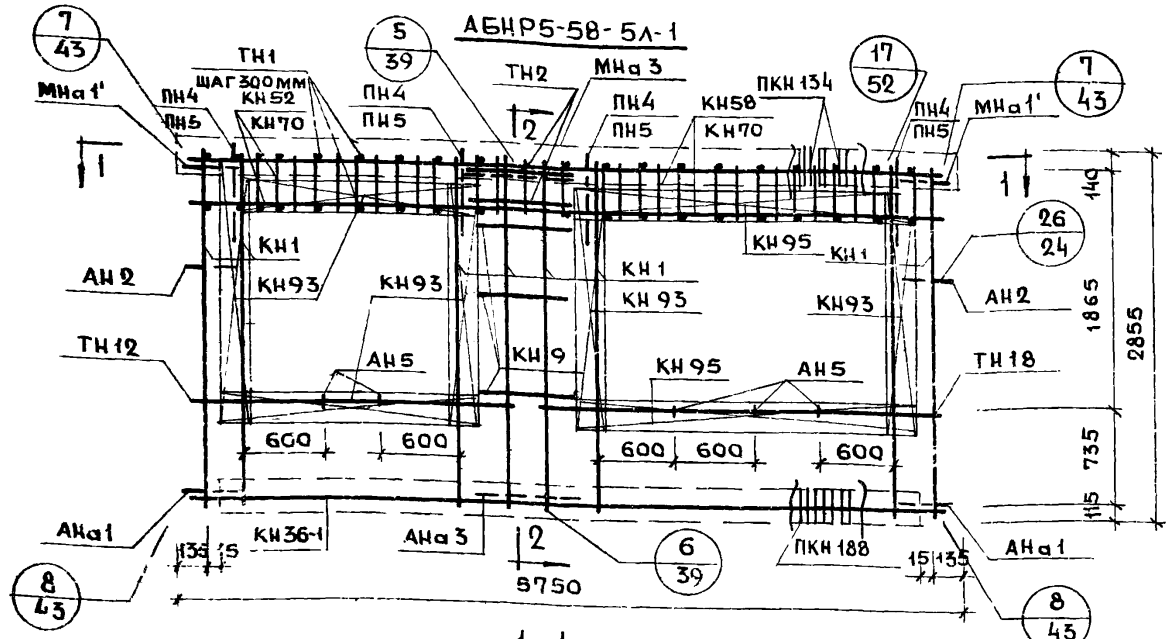 АБНР5-58-5Л-1
7
43
ТН1
5
39
ТН2
МНа3
17
52
7
43
МНа1'
ШАГ 300ММ
ПН4
КН52
ПН4
ПН4
КН58
ПКН134
ПН4
МНа1'
ПН5
КН70
ПН5
2
ПН5
КН70
ПН5
1
1
140
КН1
КН95
КН1
26
24
АН2
КН93
КН93
КН1
КН93
КН93
АН2
1865
2855
ТН12
АН5
КН9
КН95
АН5
ТН18
600
600
600
600
600
735
115
АНа1
КН36-1
АНа3
2
6
39
ПКН188
АНа1
135
15
5750
15
135
8
43
8
43
1-1